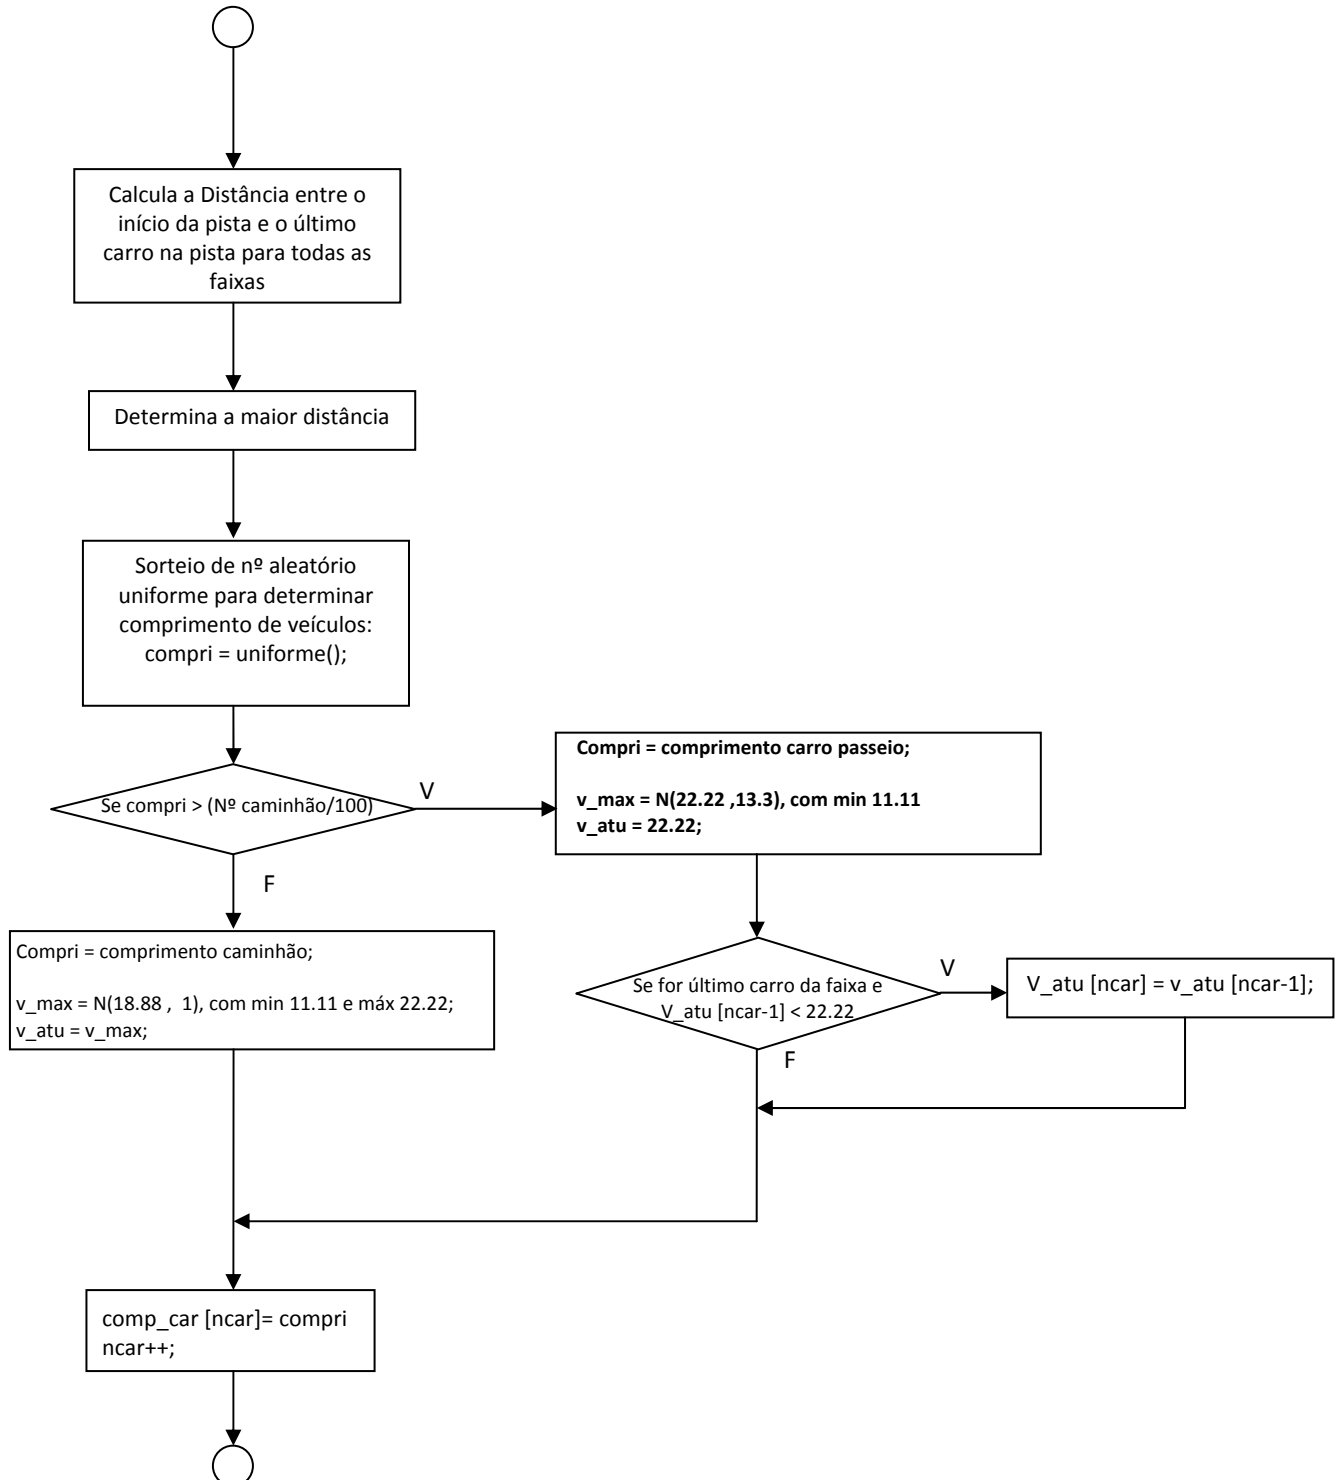 Calcula a Distância entre o
início da pista e o último
carro na pista para todas as
faixas
Determina a maior distância
Sorteio de nº aleatório
uniforme para determinar
comprimento de veículos:
compri = uniforme();
Se compri > (Nº caminhão/100)
V
F
Compri = comprimento carro passeio;
v_max = N(22.22 ,13.3), com min 11.11
v_atu = 22.22;
Compri = comprimento caminhão;
v_max = N(18.88 ,  1), com min 11.11 e máx 22.22;
v_atu = v_max;
Se for último carro da faixa e
V_atu [ncar-1] < 22.22
V
F
V_atu [ncar] = v_atu [ncar-1];
comp_car [ncar]= compri
ncar++;